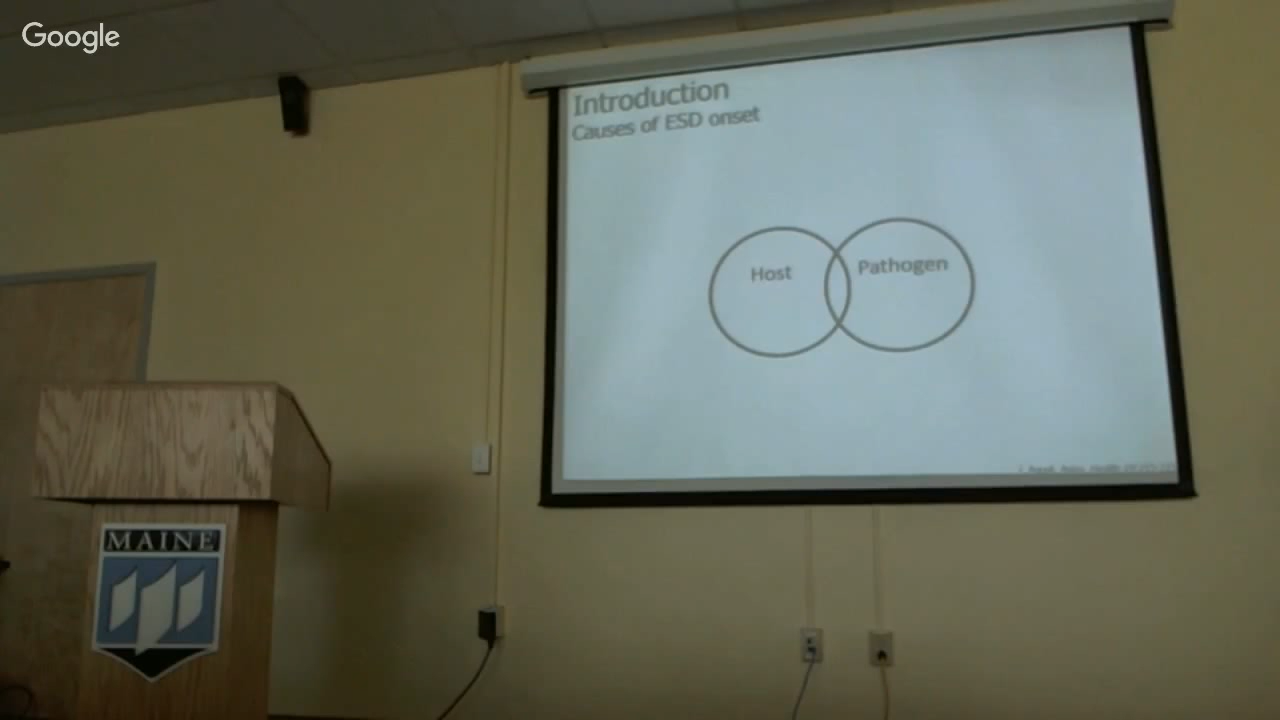 Google
Introduction
Causes of ESD onset
Host
Pathogen
MAINE